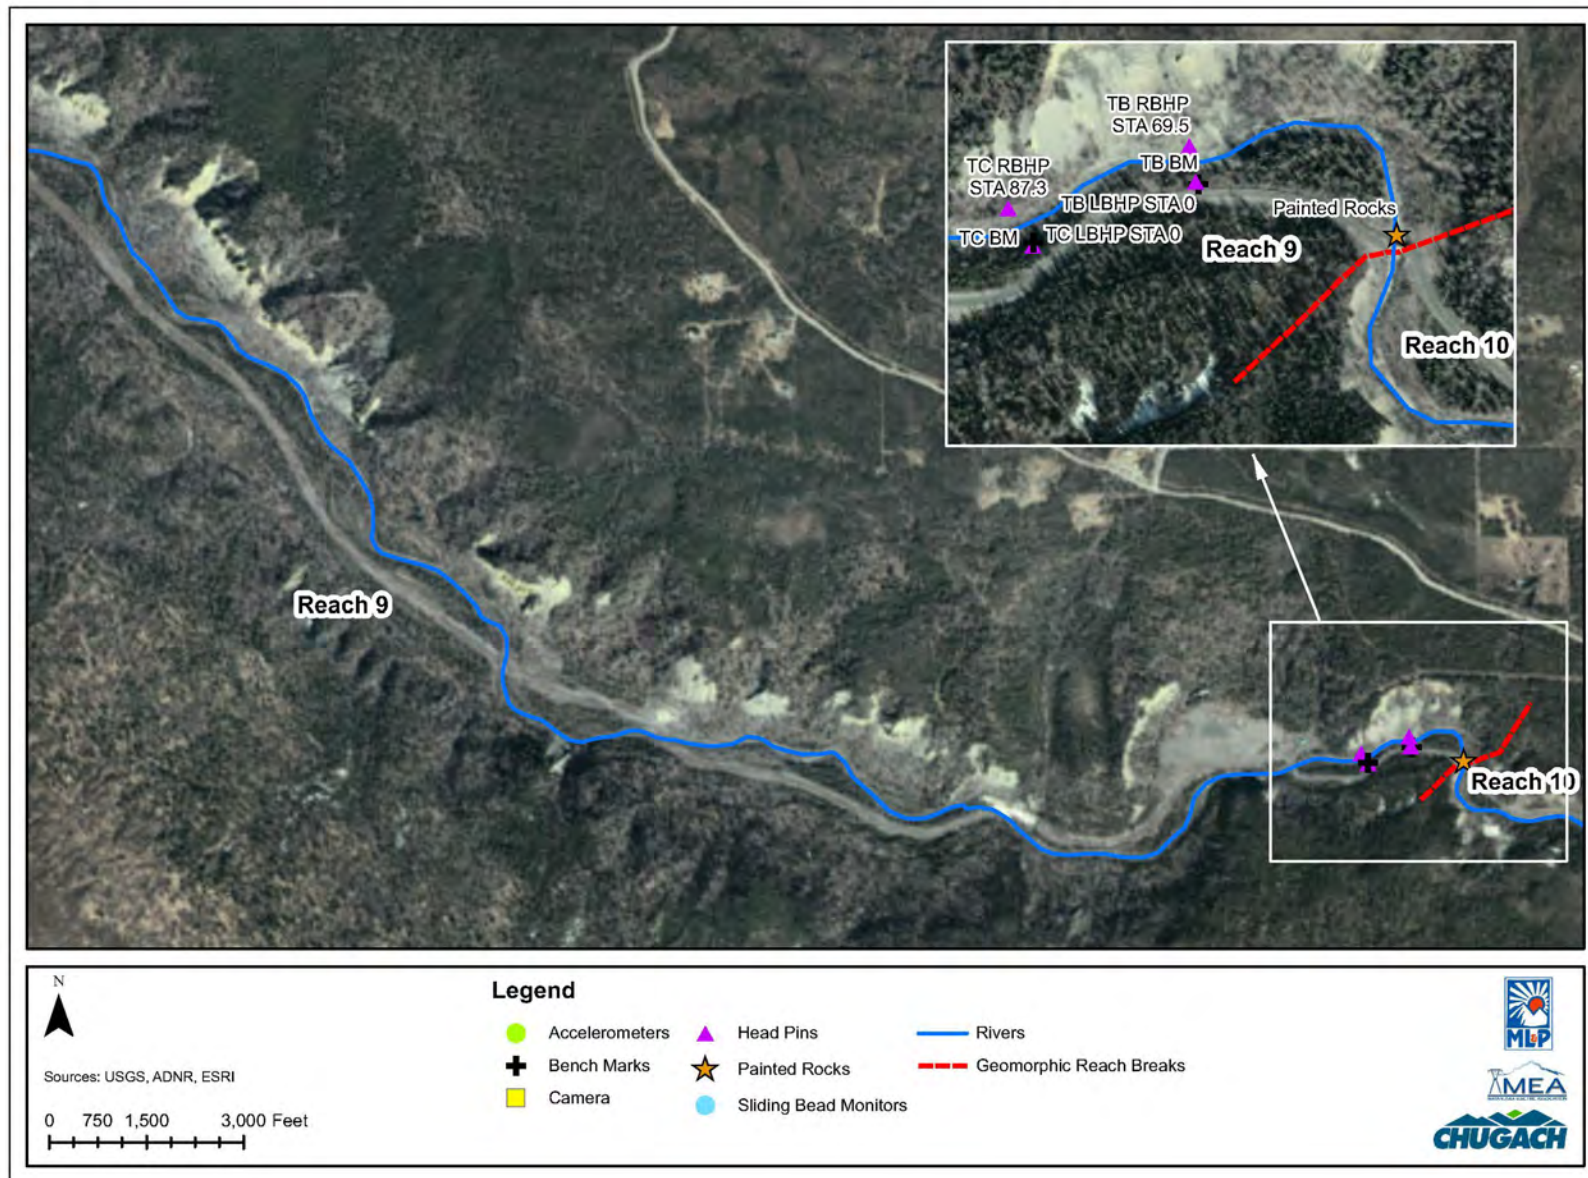 TB RBHP
STA 69.5
TB BM
TC RBHP
STA 87.3
TB LBHP STA 0
Painted Rocks
TC BM
TC LBHP STA 0
Reach 9
Reach 10
Reach 9
Reach 10
N
Sources: USGS, ADNR, ESRI
0 750 1,500 3,000 Feet
Legend
Accelerometers
Bench Marks
Camera
Head Pins
Painted Rocks
Sliding Bead Monitors
Rivers
Geomorphic Reach Breaks
ML&P
MEA
CHUGACH